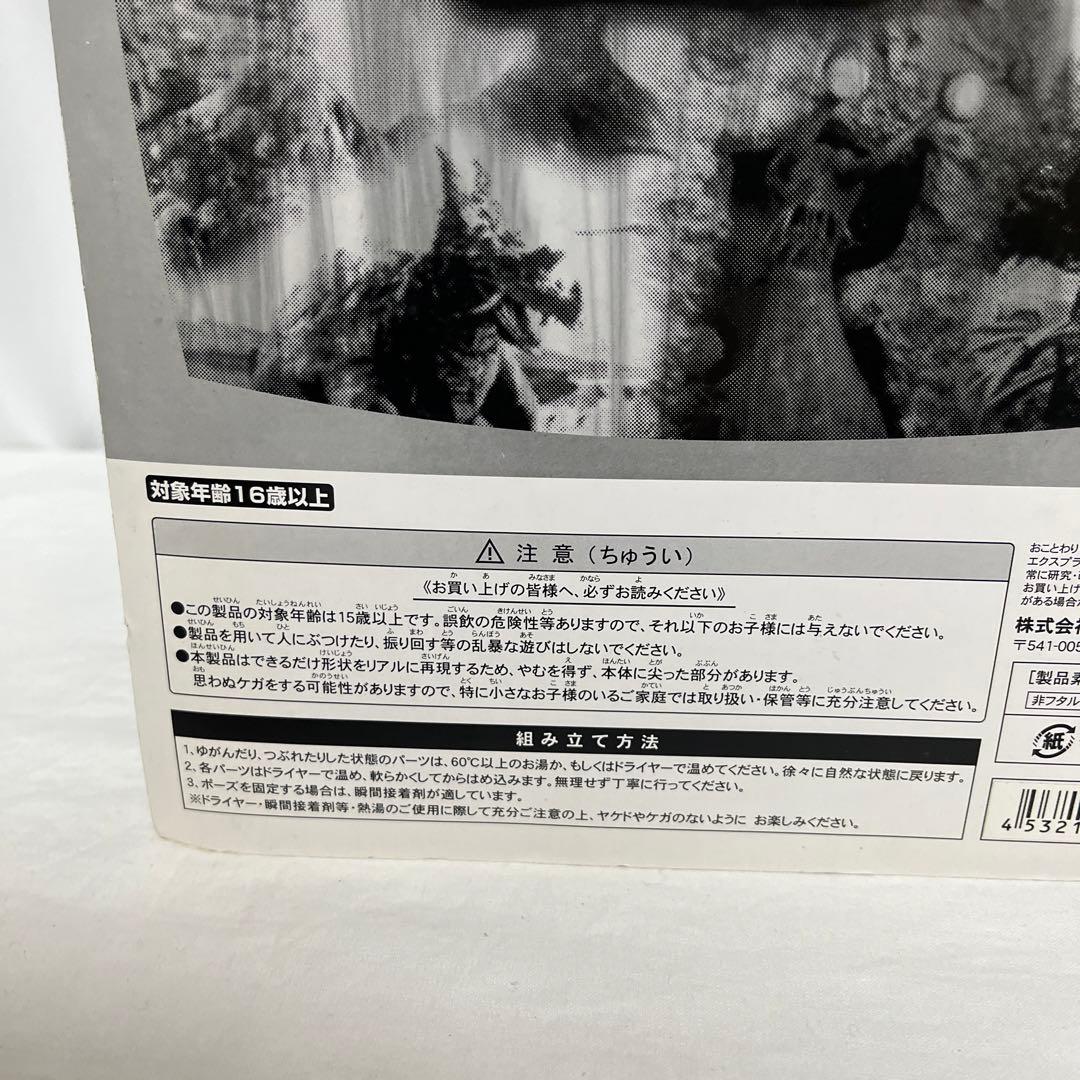 対象年齢16歳以上
⚠ 注意（ちゅうい）
《お買い上げの皆様へ、必ずお読みください》
●この製品の対象年齢は15歳以上です。誤飲の危険性等ありますので、それ以下のお子様には与えないでください。
●製品を用いて人にぶつけたり、振り回す等の乱暴な遊びはしないでください。
●本製品はできるだけ形状をリアルに再現するため、やむを得ず、本体に尖った部分があります。
思わぬケガをする可能性がありますので、特に小さなお子様のいるご家庭では取り扱い・保管等に充分注意してください。
組み立て方法
1、ゆがんだり、つぶれたりした状態のパーツは、60℃以上のお湯か、もしくはドライヤーで温めてください。徐々に自然な状態に戻ります。
2、各パーツはドライヤーで温め、軟らかくしてからはめ込みます。無理せず丁寧に行ってください。
3、ポーズを固定する場合は、瞬間接着剤が適しています。
※ドライヤー・瞬間接着剤等・熱湯のご使用に際して充分ご注意の上、ヤケドやケガのないように お楽しみください。
おことわり
エクスプラ
常に研究・
お買い上げ
がある場合が
株式会社
〒541-005
[製品素
非フタル
紙
4 5321